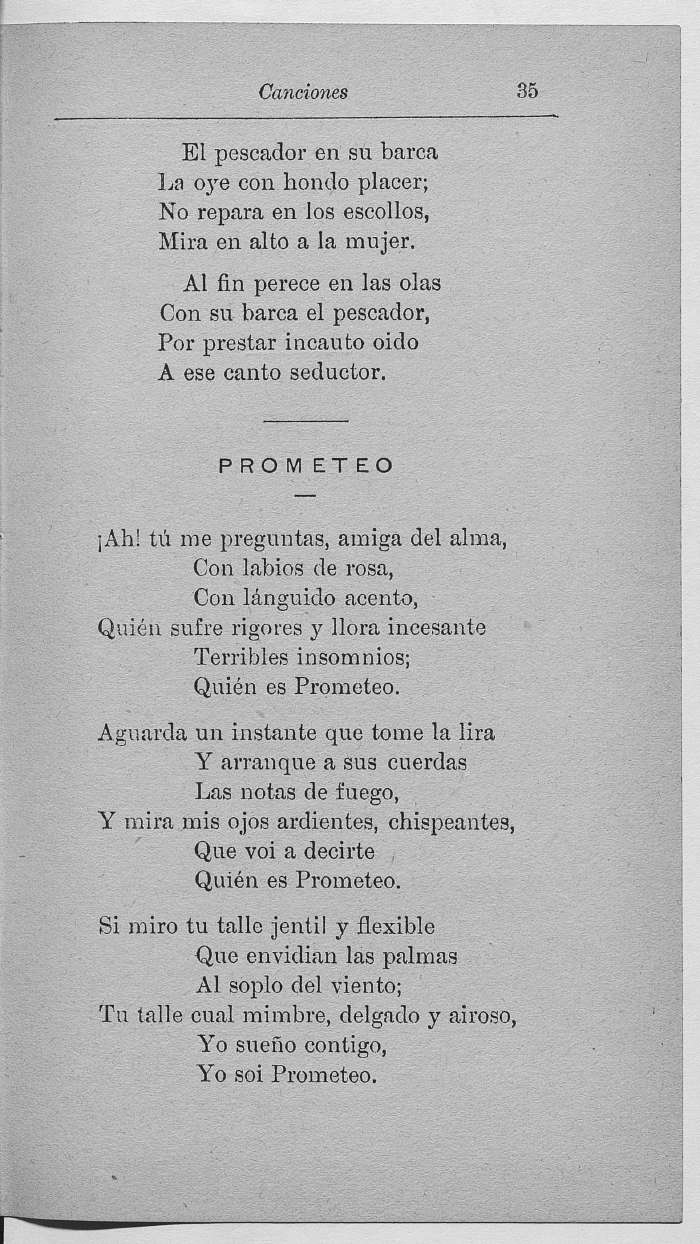 Canciones 35
El pescador en su barca
La oye con hondo placer;
No repara en los escollos,
Mira en alto a la mujer.
Al fin perece en las olas
Con su barca el pescador,
Por prestar incauto oido
A ese canto seductor.
PROMETEO
¡Ah! tú me preguntas, amiga del alma,
Con labios de rosa,
Con lánguido acento,
Quién sufre rigores y llora incesante
Terribles insomnios;
Quién es Prometeo.
Aguarda un instante que tome la lira
Y arranque a sus cuerdas
Las notas de fuego,
Y mira mis ojos ardientes, chispeantes,
Que voi a decirte
Quién es Prometeo.
Si miro tu talle jentil y flexible
Que envidian las palmas
Al soplo del viento;
Tu talle cual mimbre, delgado y airoso,
Yo sueño contigo,
Yo soi Prometeo.